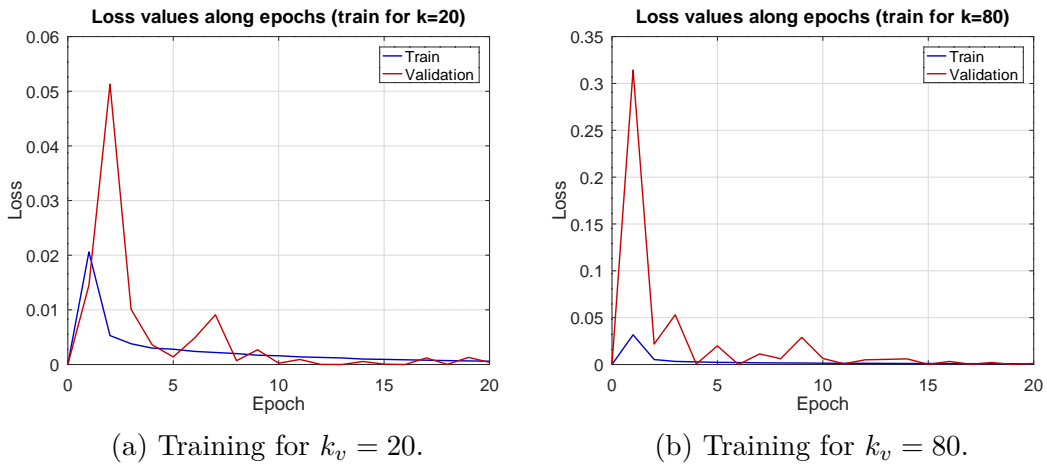 Loss values along epochs (train for k=20)
0.06
0.05
0.04
0.03
0.02
0.01
0
Loss
Train
Validation
0
5
10
15
20
Epoch
(a) Training for kᵥ = 20.
Loss values along epochs (train for k=80)
0.35
0.3
0.25
0.2
0.15
0.1
0.05
0
Loss
Train
Validation
0
5
10
15
20
Epoch
(b) Training for kᵥ = 80.